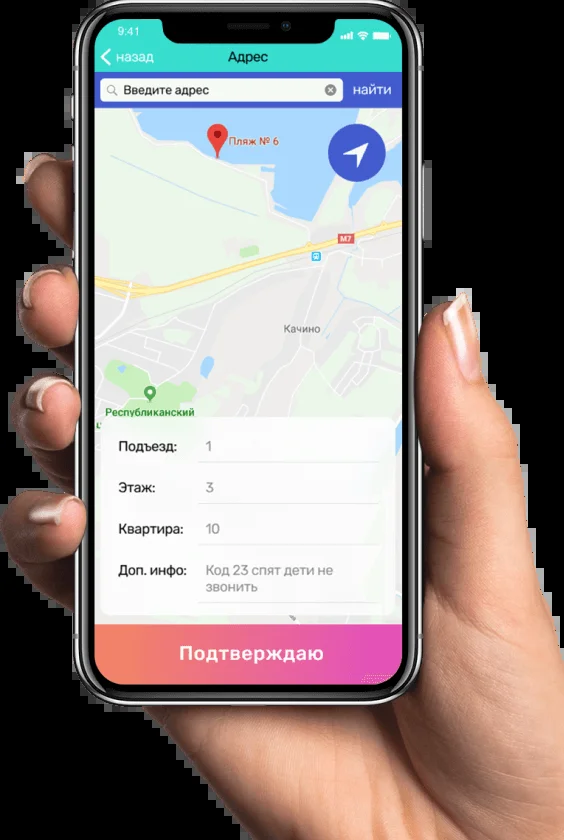 9:41
назад
Адрес
Введите адрес
найти
Пляж № 6
M7
Качино
Республиканский
Подъезд: 1
Этаж: 3
Квартира: 10
Доп. инфо: Код 23 спят дети не
звонить
Подтверждаю